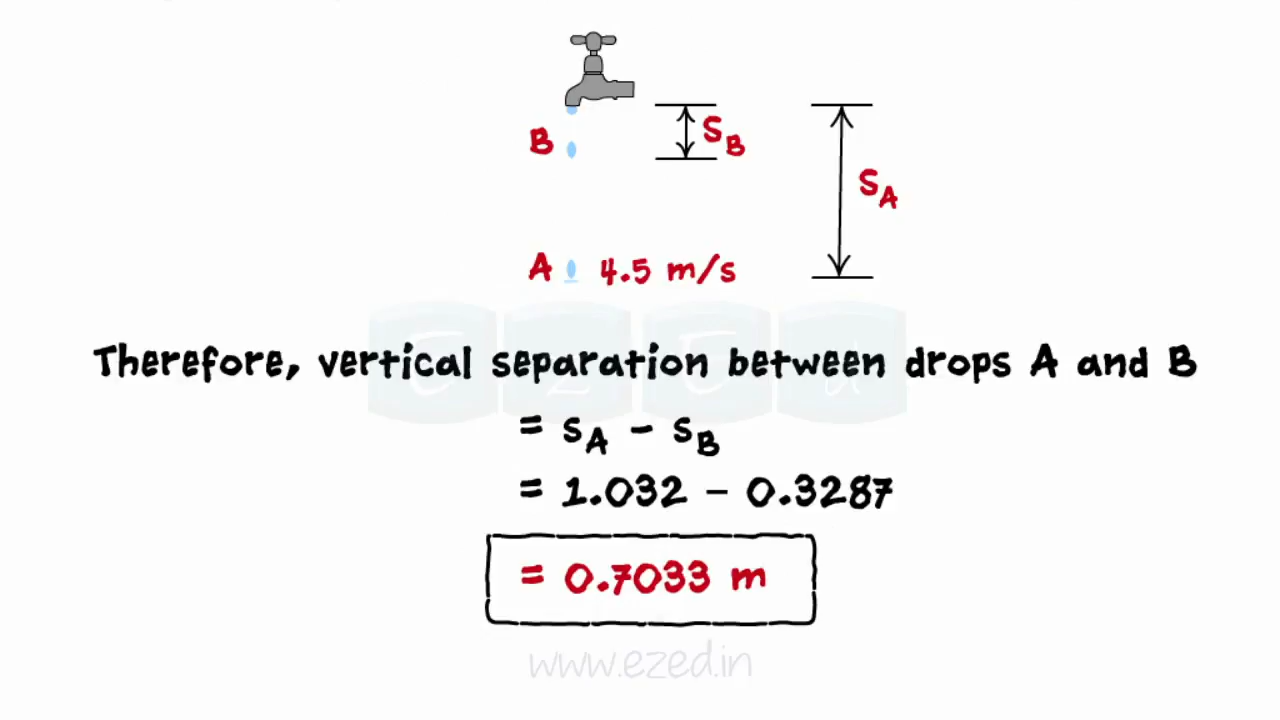 B
S_B
S_A
A 4.5 m/s
E z E d
Therefore, vertical separation between drops A and B
= S_A - S_B
= 1.032 - 0.3287
= 0.7033 m
www.ezed.in